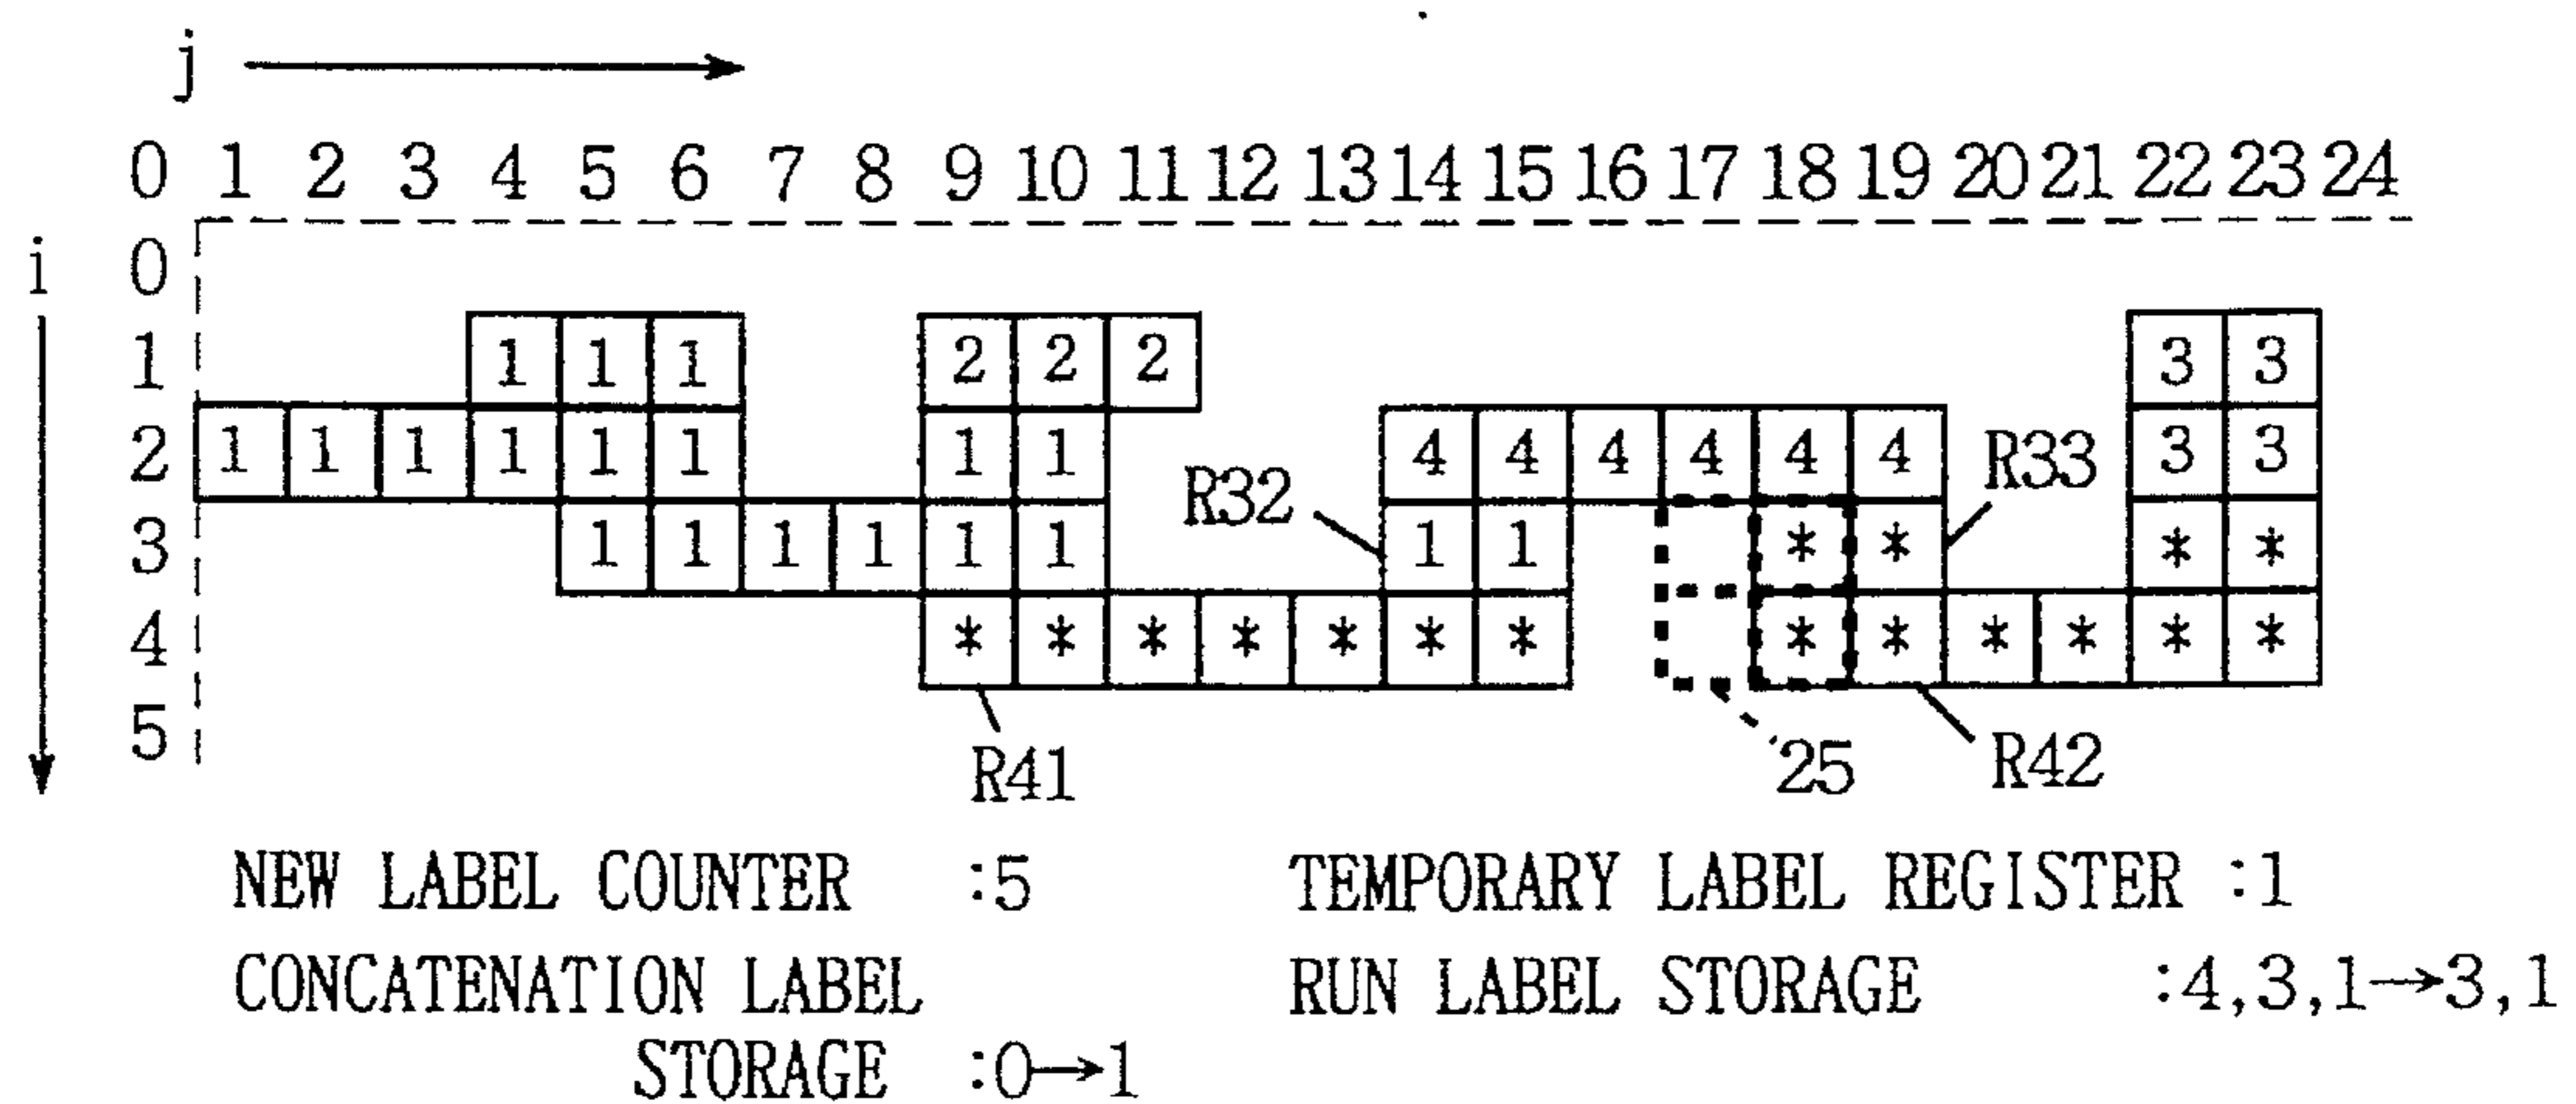 j
0 1 2 3 4 5 6 7 8 9 10 11 12 13 14 15 16 17 18 19 20 21 22 23 24
i 0
1 1 1 1 2 2 2 3 3
2 1 1 1 1 1 1 1 1 R32 4 4 4 4 4 4 R33 3 3
3 1 1 1 1 1 1 1 1 * * * *
4 * * * * * * * * * * * * *
5 R41 25 R42
NEW LABEL COUNTER :5 TEMPORARY LABEL REGISTER :1
CONCATENATION LABEL RUN LABEL STORAGE :4,3,1→3,1
STORAGE :0→1